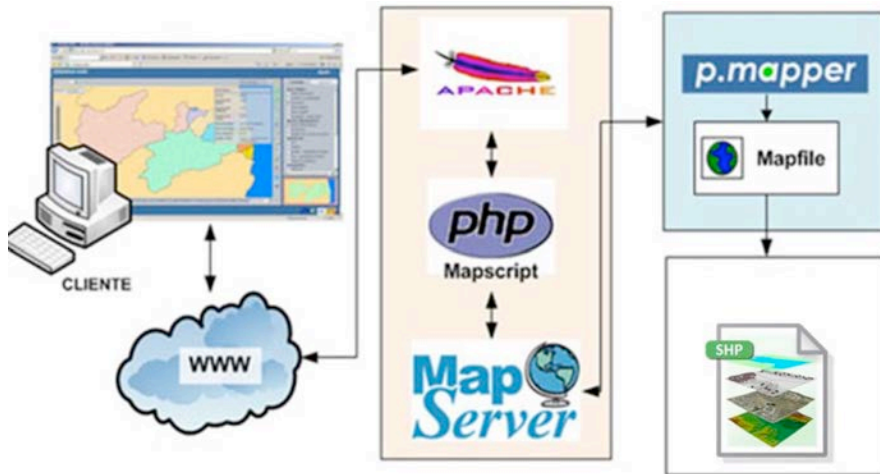 CLIENTE
WWW
APACHE
php
Mapscript
Map
Server
p.mapper
Mapfile
SHP